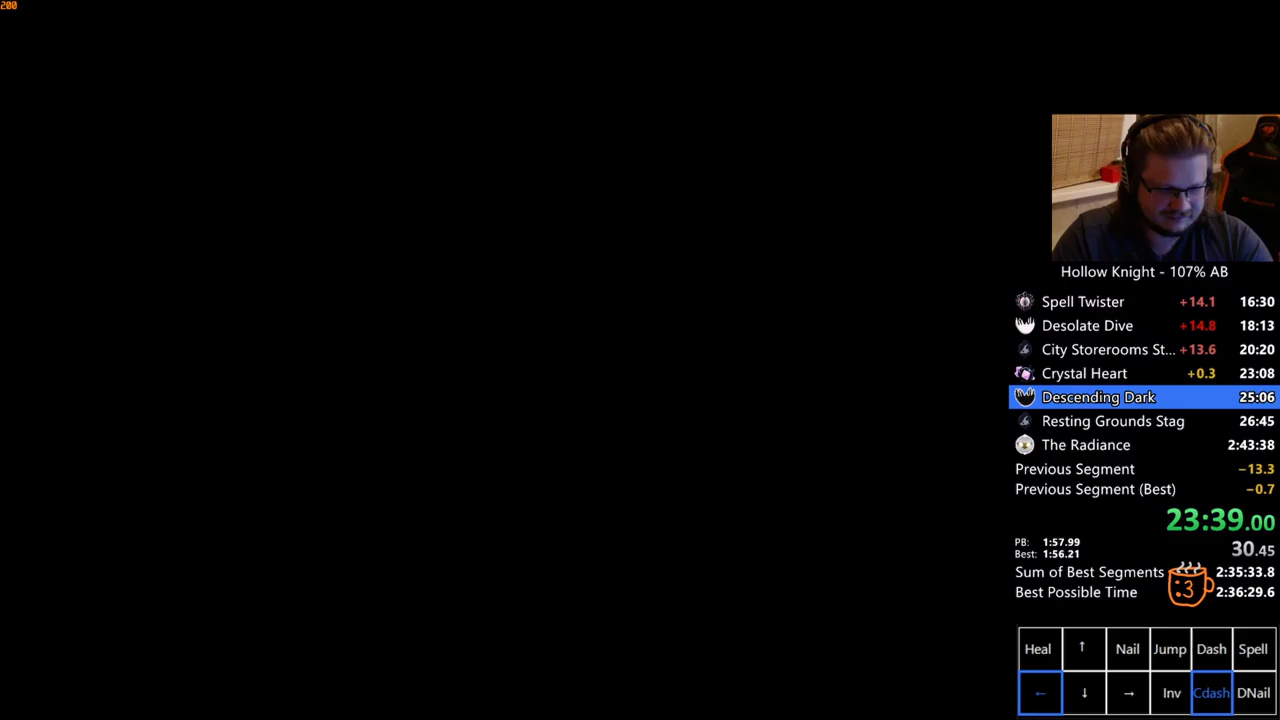 200
Hollow Knight - 107% AB
Spell Twister +14.1 16:30
Desolate Dive +14.8 18:13
City Storerooms St... +13.6 20:20
Crystal Heart +0.3 23:08
Descending Dark 25:06
Resting Grounds Stag 26:45
The Radiance 2:43:38
Previous Segment −13.3
Previous Segment (Best) −0.7
23:39.00
PB: 1:57.99
Best: 1:56.21
30.45
Sum of Best Segments 2:35:33.8
Best Possible Time 2:36:29.6
:3
Heal ↑ Nail Jump Dash Spell
← ↓ → Inv Cdash DNail